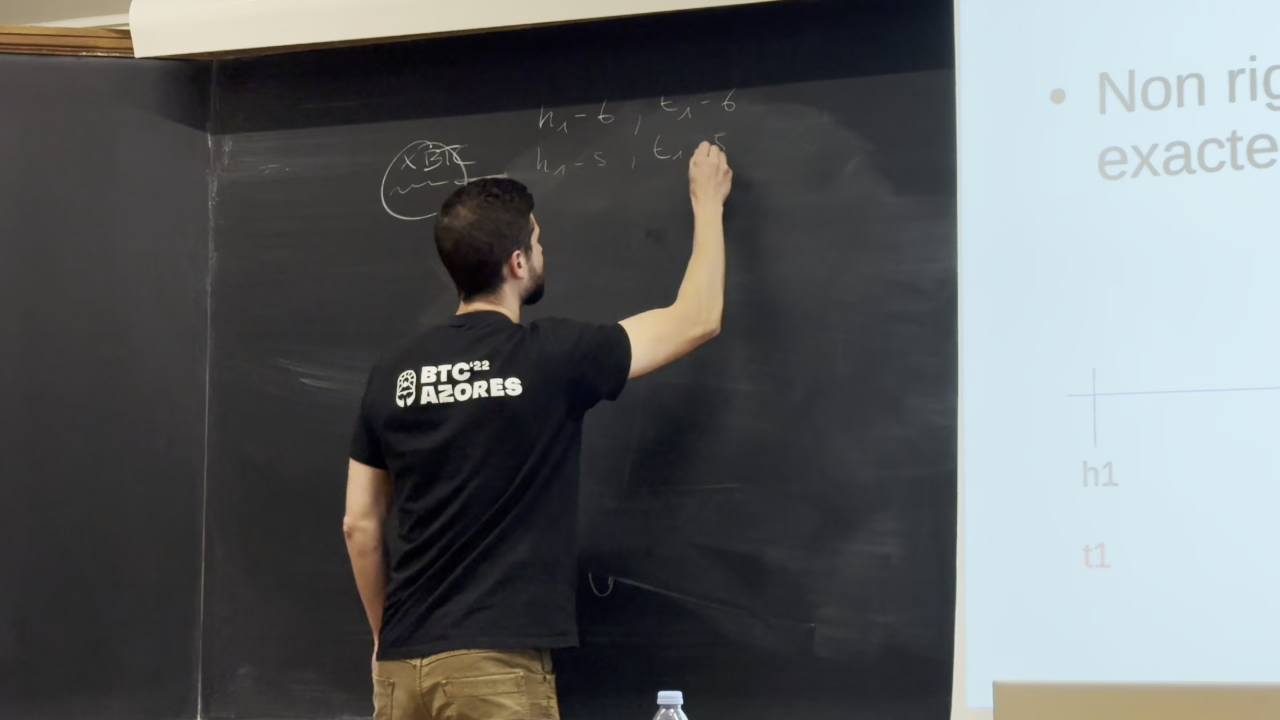 h₁-6 , t₁-6
xBTC
h₁-5 , t₁-5
BTC'22
AZORES
• Non rig
exacte
h1
t1